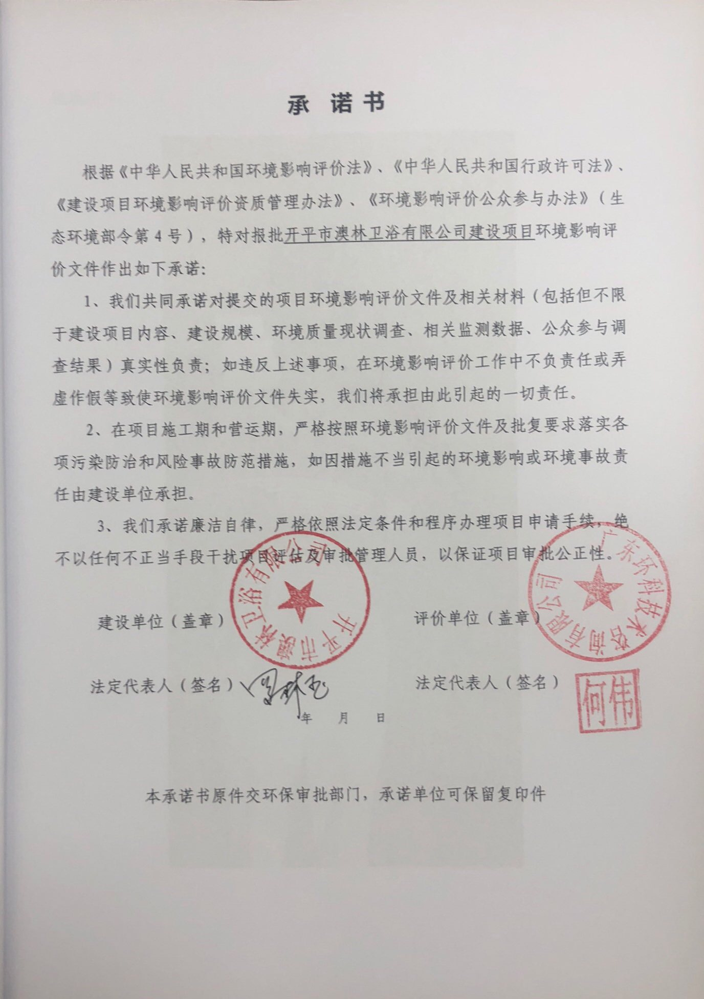 承 诺 书
根据《中华人民共和国环境影响评价法》、《中华人民共和国行政许可法》、
《建设项目环境影响评价资质管理办法》、《环境影响评价公众参与办法》（生
态环境部令第 4 号），特对报批开平市澳林卫浴有限公司建设项目环境影响评
价文件作出如下承诺：
1、我们共同承诺对提交的项目环境影响评价文件及相关材料（包括但不限
于建设项目内容、建设规模、环境质量现状调查、相关监测数据、公众参与调
查结果）真实性负责；如违反上述事项，在环境影响评价工作中不负责任或弄
虚作假等致使环境影响评价文件失实，我们将承担由此引起的一切责任。
2、在项目施工期和营运期，严格按照环境影响评价文件及批复要求落实各
项污染防治和风险事故防范措施，如因措施不当引起的环境影响或环境事故责
任由建设单位承担。
3、我们承诺廉洁自律，严格依照法定条件和程序办理项目申请手续，绝
不以任何不正当手段干扰项目评估及审批管理人员，以保证项目审批公正性。
建设单位（盖章）
开平市澳林卫浴有限公司
评价单位（盖章）
广东环科技术咨询有限公司
法定代表人（签名）
法定代表人（签名）
何伟
年 月 日
本承诺书原件交环保审批部门，承诺单位可保留复印件